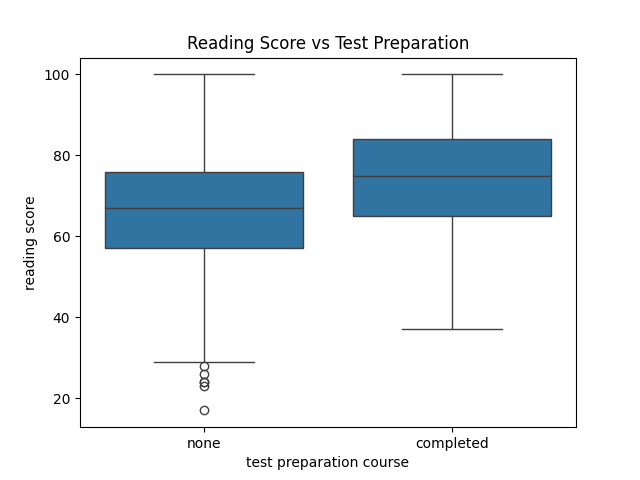 Reading Score vs Test Preparation
100
80
60
40
20
reading score
none completed
test preparation course